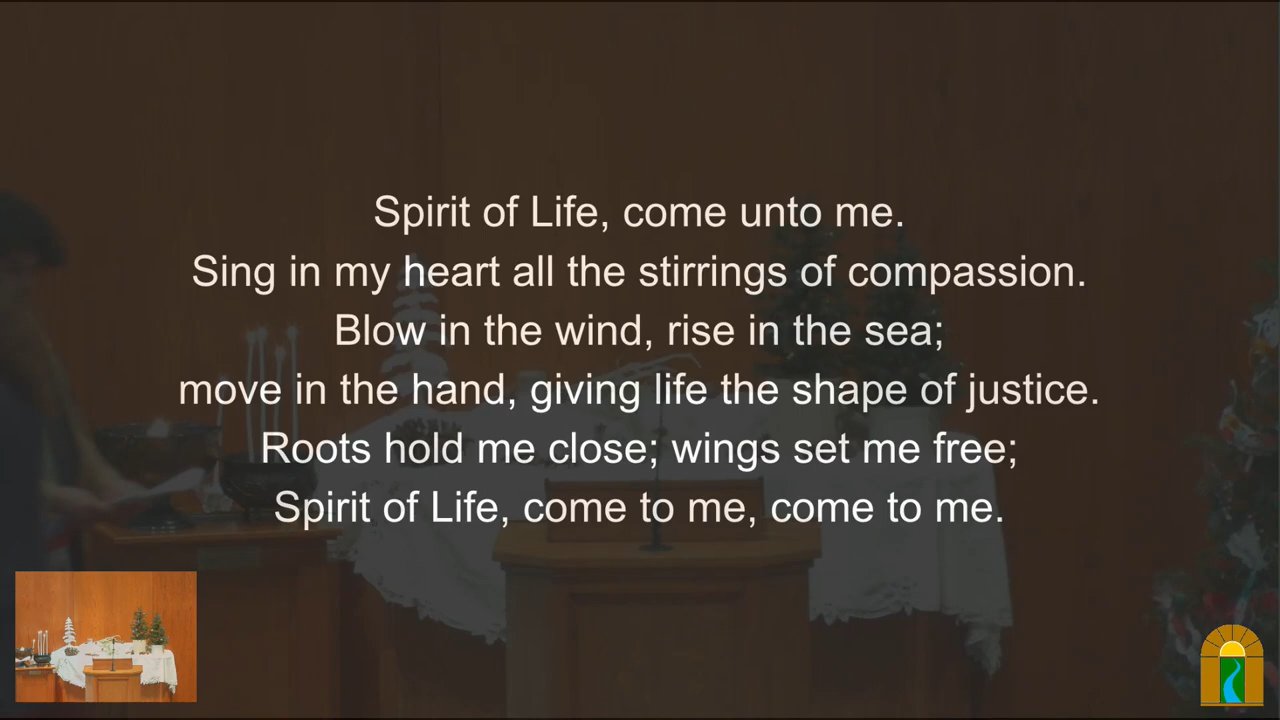 Spirit of Life, come unto me.
Sing in my heart all the stirrings of compassion.
Blow in the wind, rise in the sea;
move in the hand, giving life the shape of justice.
Roots hold me close; wings set me free;
Spirit of Life, come to me, come to me.